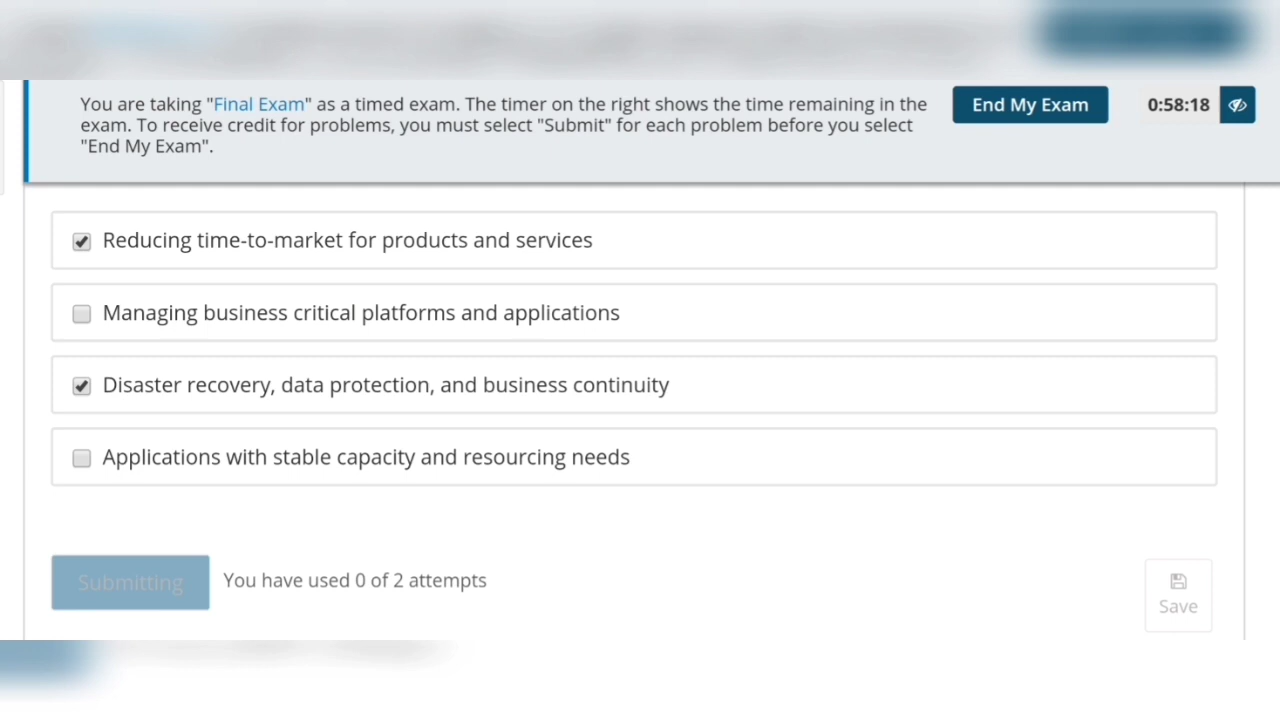 You are taking "Final Exam" as a timed exam. The timer on the right shows the time remaining in the
exam. To receive credit for problems, you must select "Submit" for each problem before you select
"End My Exam".
End My Exam
0:58:18
Reducing time-to-market for products and services
Managing business critical platforms and applications
Disaster recovery, data protection, and business continuity
Applications with stable capacity and resourcing needs
Submitting
You have used 0 of 2 attempts
Save